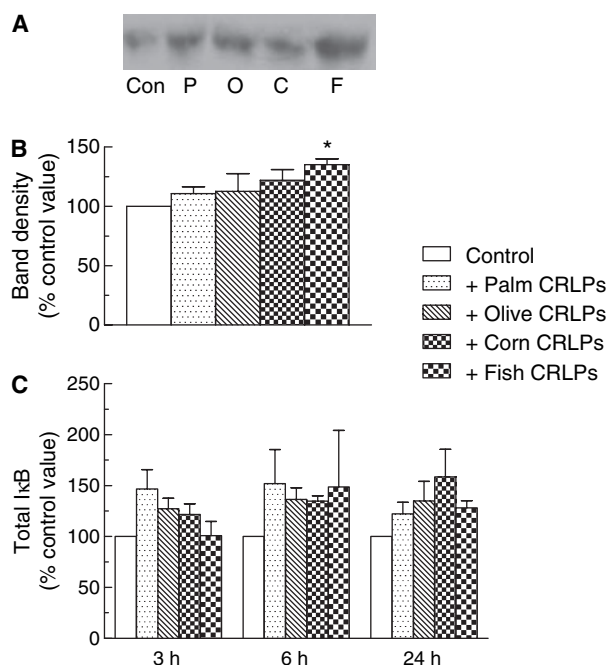 A
Con P O C F
B
Band density
(% control value)
150
100
50
0
*
Control
+ Palm CRLPs
+ Olive CRLPs
+ Corn CRLPs
+ Fish CRLPs
C
Total IκB
(% control value)
250
200
150
100
50
0
3 h 6 h 24 h